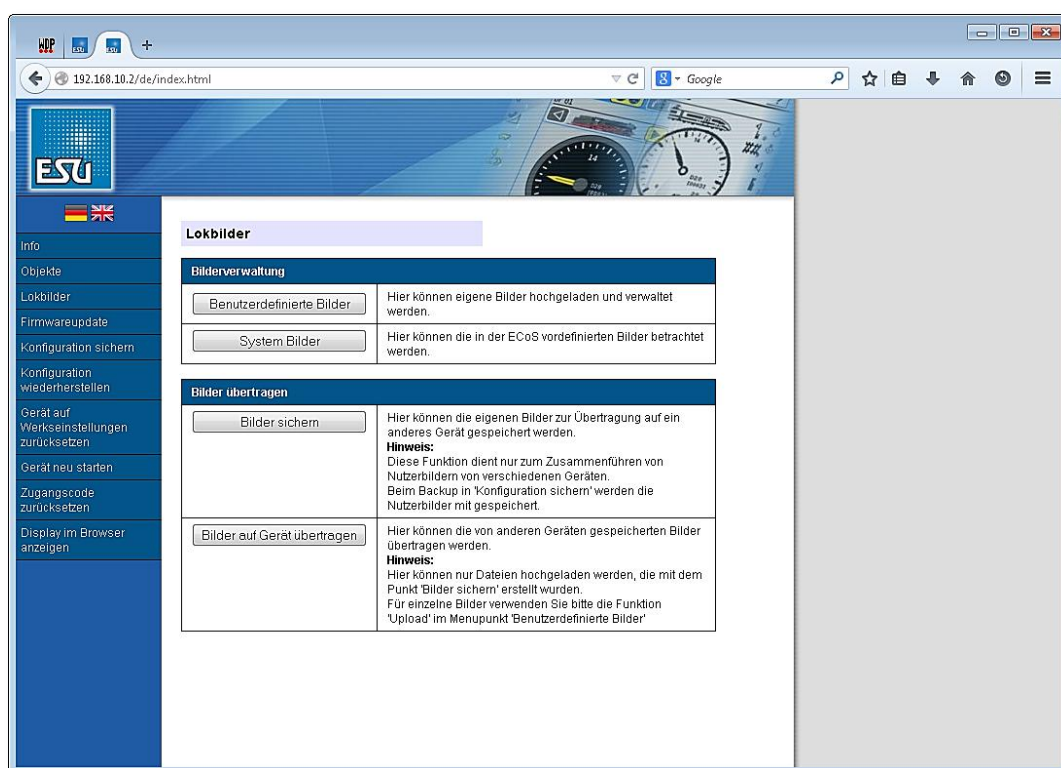 WDP
ESU
ESU
192.168.10.2/de/index.html
8
Google
ESU
Info
Objekte
Lokbilder
Firmwareupdate
Konfiguration sichern
Konfiguration
wiederherstellen
Gerät auf
Werkseinstellungen
zurücksetzen
Gerät neu starten
Zugangscode
zurücksetzen
Display im Browser
anzeigen
Lokbilder
Bilderverwaltung
Benutzerdefinierte Bilder
Hier können eigene Bilder hochgeladen und verwaltet
werden.
System Bilder
Hier können die in der ECoS vordefinierten Bilder betrachtet
werden.
Bilder übertragen
Bilder sichern
Hier können die eigenen Bilder zur Übertragung auf ein
anderes Gerät gespeichert werden.
Hinweis:
Diese Funktion dient nur zum Zusammenführen von
Nutzerbildern von verschiedenen Geräten.
Beim Backup in 'Konfiguration sichern' werden die
Nutzerbilder mit gespeichert.
Bilder auf Gerät übertragen
Hier können die von anderen Geräten gespeicherten Bilder
übertragen werden.
Hinweis:
Hier können nur Dateien hochgeladen werden, die mit dem
Punkt 'Bilder sichern' erstellt wurden.
Für einzelne Bilder verwenden Sie bitte die Funktion
'Upload' im Menupunkt 'Benutzerdefinierte Bilder'